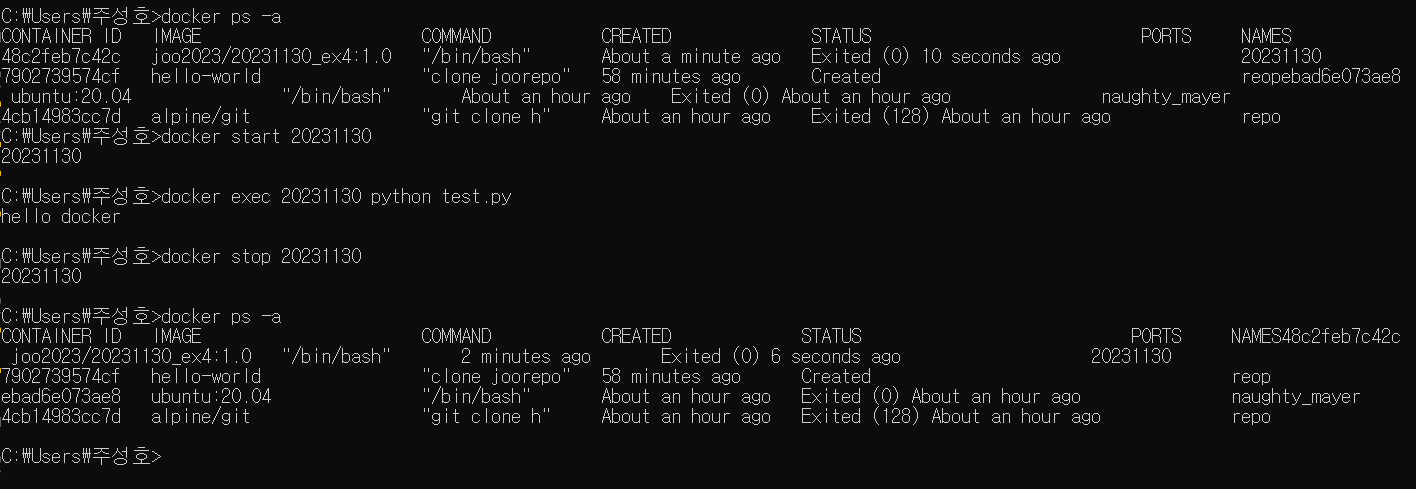 C:\Users\주성호>docker ps -a
CONTAINER ID   IMAGE                      COMMAND           CREATED              STATUS                           PORTS     NAMES
48c2feb7c42c   joo2023/20231130_ex4:1.0   "/bin/bash"       About a minute ago   Exited (0) 10 seconds ago                  20231130
7902739574cf   hello-world                "clone joorepo"   58 minutes ago       Created                                    reopebad6e073ae8
 ubuntu:20.04               "/bin/bash"       About an hour ago    Exited (0) About an hour ago               naughty_mayer
4cb14983cc7d   alpine/git                 "git clone h"     About an hour ago    Exited (128) About an hour ago             repo
C:\Users\주성호>docker start 20231130
20231130
C:\Users\주성호>docker exec 20231130 python test.py
hello docker
C:\Users\주성호>docker stop 20231130
20231130
C:\Users\주성호>docker ps -a
CONTAINER ID   IMAGE                      COMMAND           CREATED             STATUS                           PORTS     NAMES48c2feb7c42c
 joo2023/20231130_ex4:1.0   "/bin/bash"       2 minutes ago       Exited (0) 6 seconds ago                   20231130
7902739574cf   hello-world                "clone joorepo"   58 minutes ago      Created                                    reop
ebad6e073ae8   ubuntu:20.04               "/bin/bash"       About an hour ago   Exited (0) About an hour ago               naughty_mayer
4cb14983cc7d   alpine/git                 "git clone h"     About an hour ago   Exited (128) About an hour ago             repo
C:\Users\주성호>